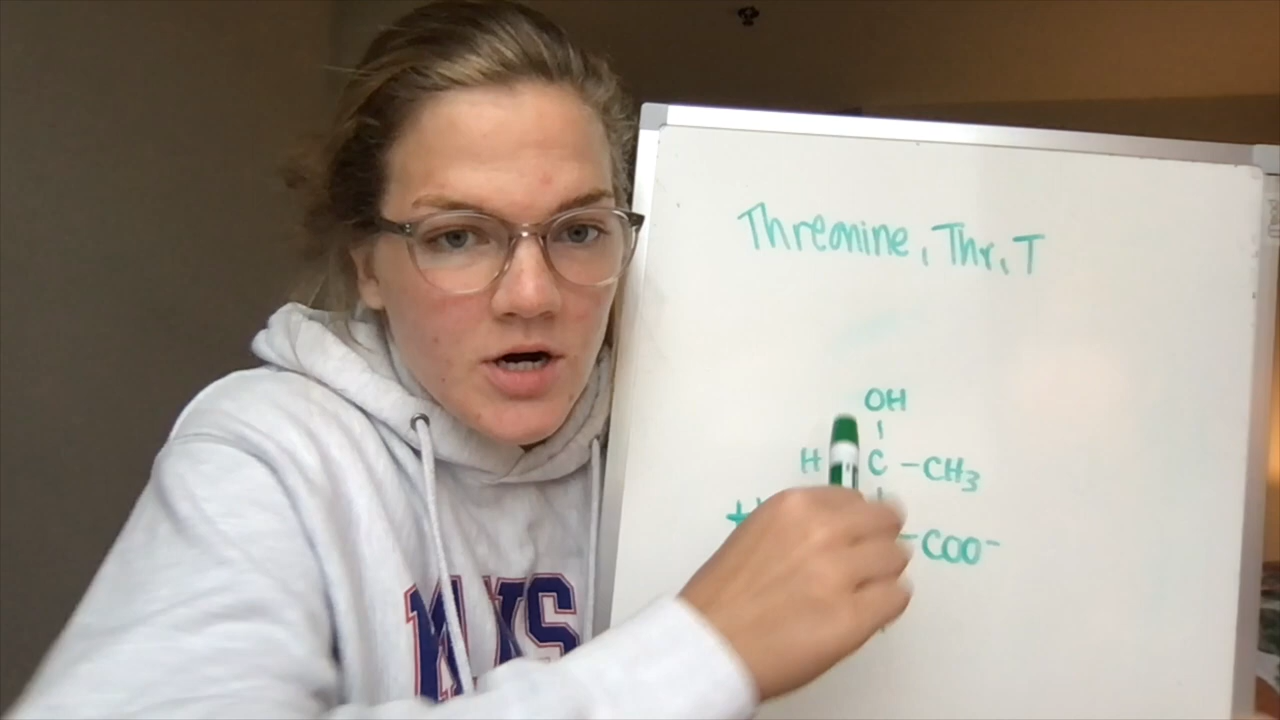 Threonine, Thr, T
OH
H C -CH3
+
-COO-